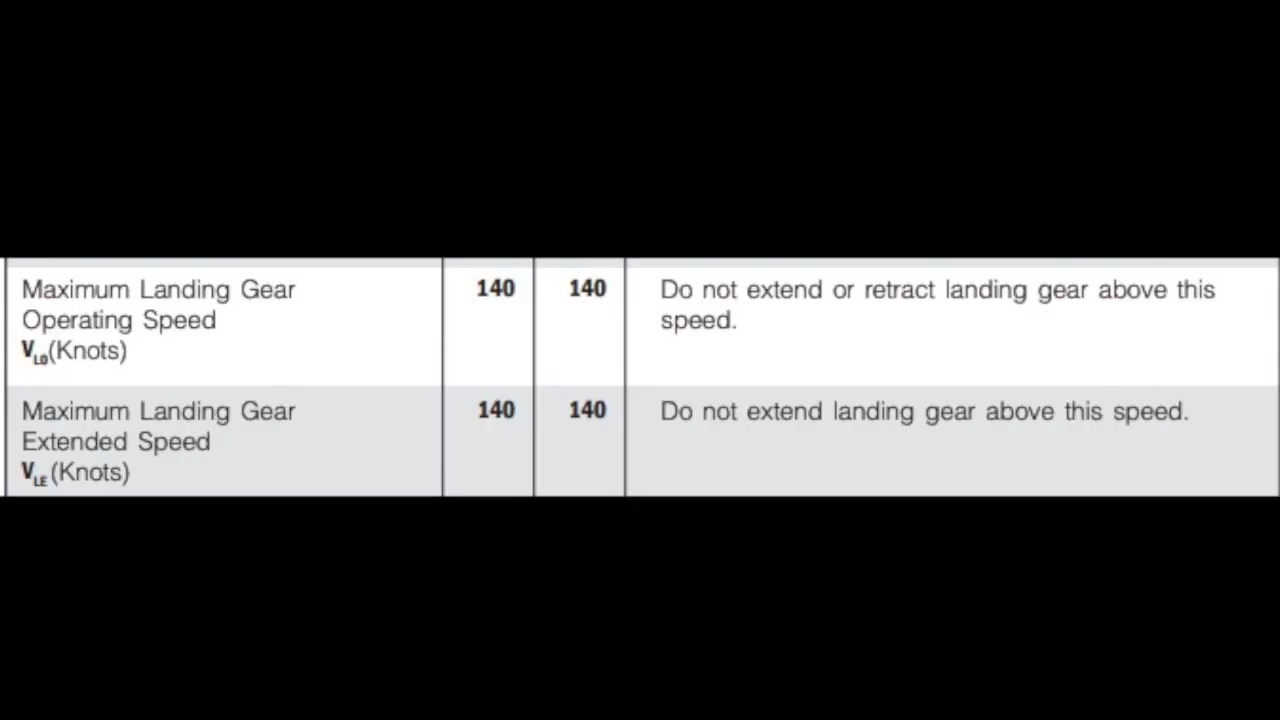 Maximum Landing Gear 140 140 Do not extend or retract landing gear above this
Operating Speed speed.
VLO(Knots)
Maximum Landing Gear 140 140 Do not extend landing gear above this speed.
Extended Speed
VLE (Knots)